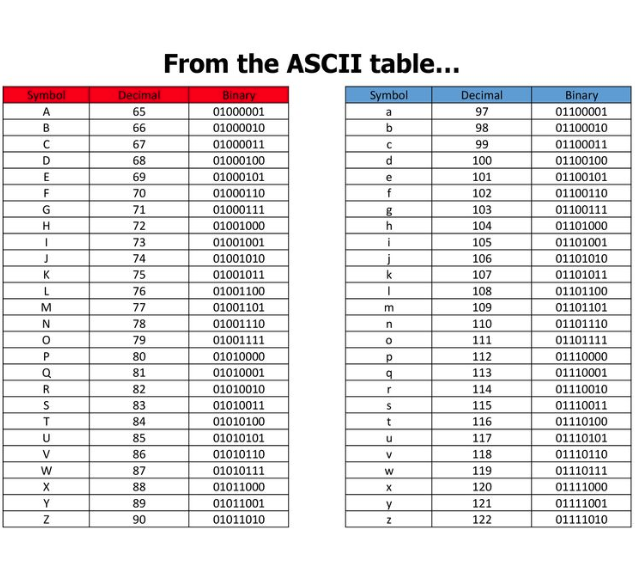 From the ASCII table...
Symbol Decimal Binary Symbol Decimal Binary
A 65 01000001 a 97 01100001
B 66 01000010 b 98 01100010
C 67 01000011 c 99 01100011
D 68 01000100 d 100 01100100
E 69 01000101 e 101 01100101
F 70 01000110 f 102 01100110
G 71 01000111 g 103 01100111
H 72 01001000 h 104 01101000
I 73 01001001 i 105 01101001
J 74 01001010 j 106 01101010
K 75 01001011 k 107 01101011
L 76 01001100 l 108 01101100
M 77 01001101 m 109 01101101
N 78 01001110 n 110 01101110
O 79 01001111 o 111 01101111
P 80 01010000 p 112 01110000
Q 81 01010001 q 113 01110001
R 82 01010010 r 114 01110010
S 83 01010011 s 115 01110011
T 84 01010100 t 116 01110100
U 85 01010101 u 117 01110101
V 86 01010110 v 118 01110110
W 87 01010111 w 119 01110111
X 88 01011000 x 120 01111000
Y 89 01011001 y 121 01111001
Z 90 01011010 z 122 01111010